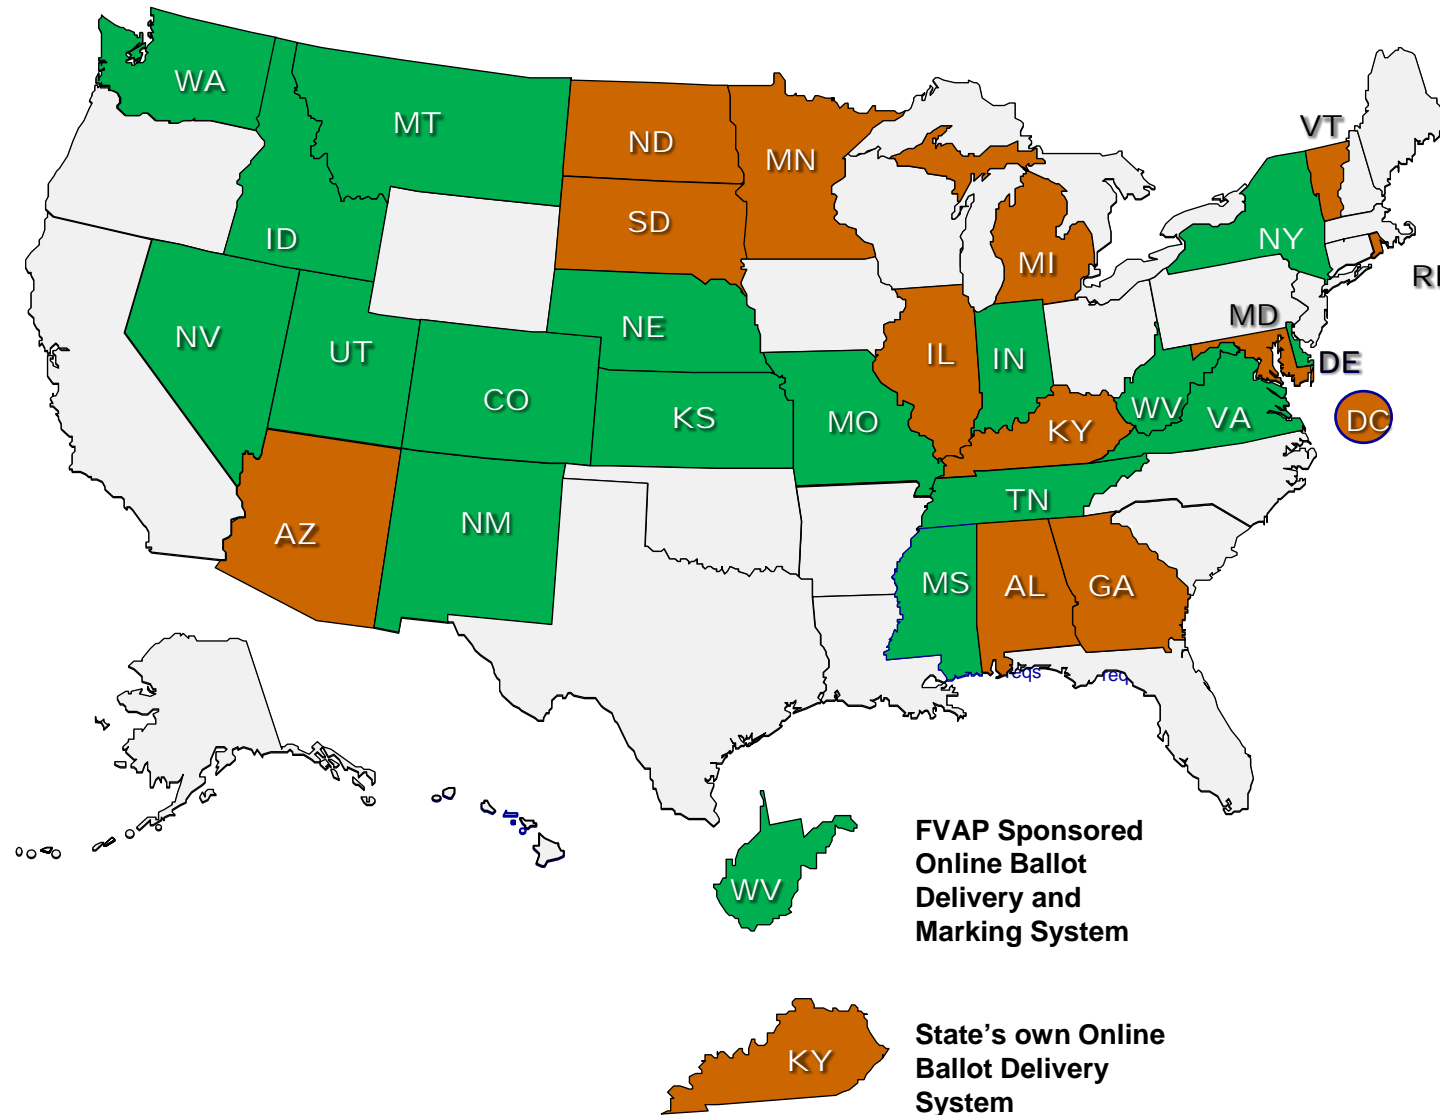 WA
MT
ND
MN
VT
ID
SD
NY
MI
RI
NV
UT
NE
IL
IN
MD
DE
CO
KS
MO
KY
WV
VA
DC
AZ
NM
TN
MS
AL
GA
reqs
req
WV
FVAP Sponsored
Online Ballot
Delivery and
Marking System
KY
State's own Online
Ballot Delivery
System